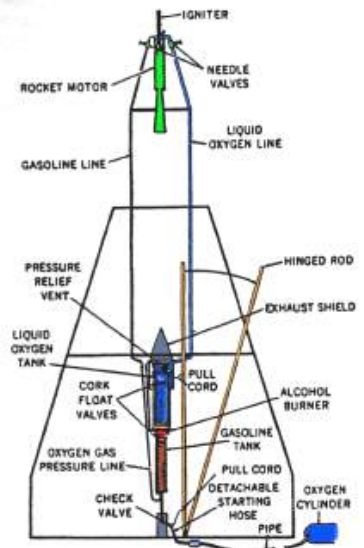 IGNITER
NEEDLE
VALVES
ROCKET MOTOR
LIQUID
OXYGEN LINE
GASOLINE LINE
HINGED ROD
PRESSURE
RELIEF
VENT
EXHAUST SHIELD
LIQUID
OXYGEN
TANK
PULL
CORD
CORK
FLOAT
VALVES
ALCOHOL
BURNER
GASOLINE
TANK
OXYGEN GAS
PRESSURE LINE
PULL CORD
DETACHABLE
STARTING
HOSE
OXYGEN
CYLINDER
CHECK
VALVE
PIPE